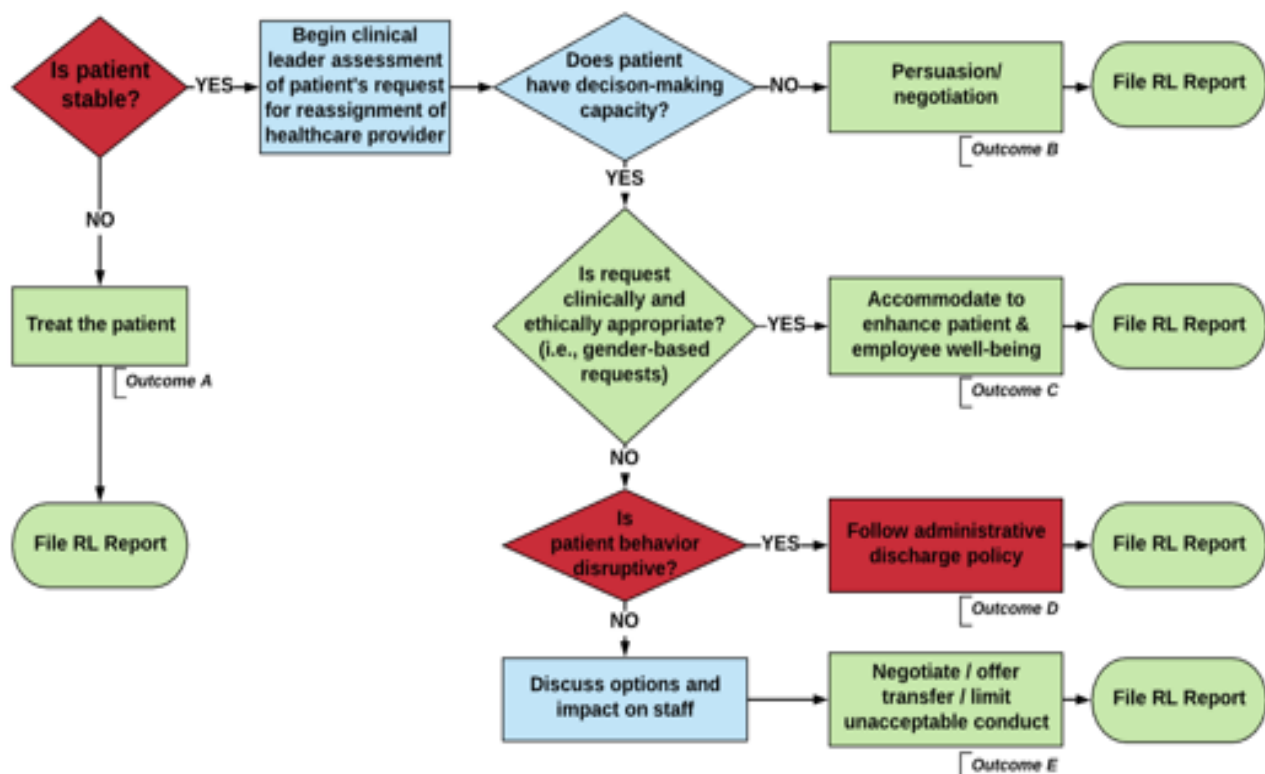 Is patient
stable?
YES
Begin clinical
leader assessment
of patient's request
for reassignment of
healthcare provider
Does patient
have decison-making
capacity?
NO
Persuasion/
negotiation
Outcome B
File RL Report
NO
Treat the patient
Outcome A
File RL Report
YES
Is request
clinically and
ethically appropriate?
(i.e., gender-based
requests)
YES
Accommodate to
enhance patient &
employee well-being
Outcome C
File RL Report
NO
Is
patient behavior
disruptive?
YES
Follow administrative
discharge policy
Outcome D
File RL Report
NO
Discuss options and
impact on staff
Negotiate / offer
transfer / limit
unacceptable conduct
Outcome E
File RL Report